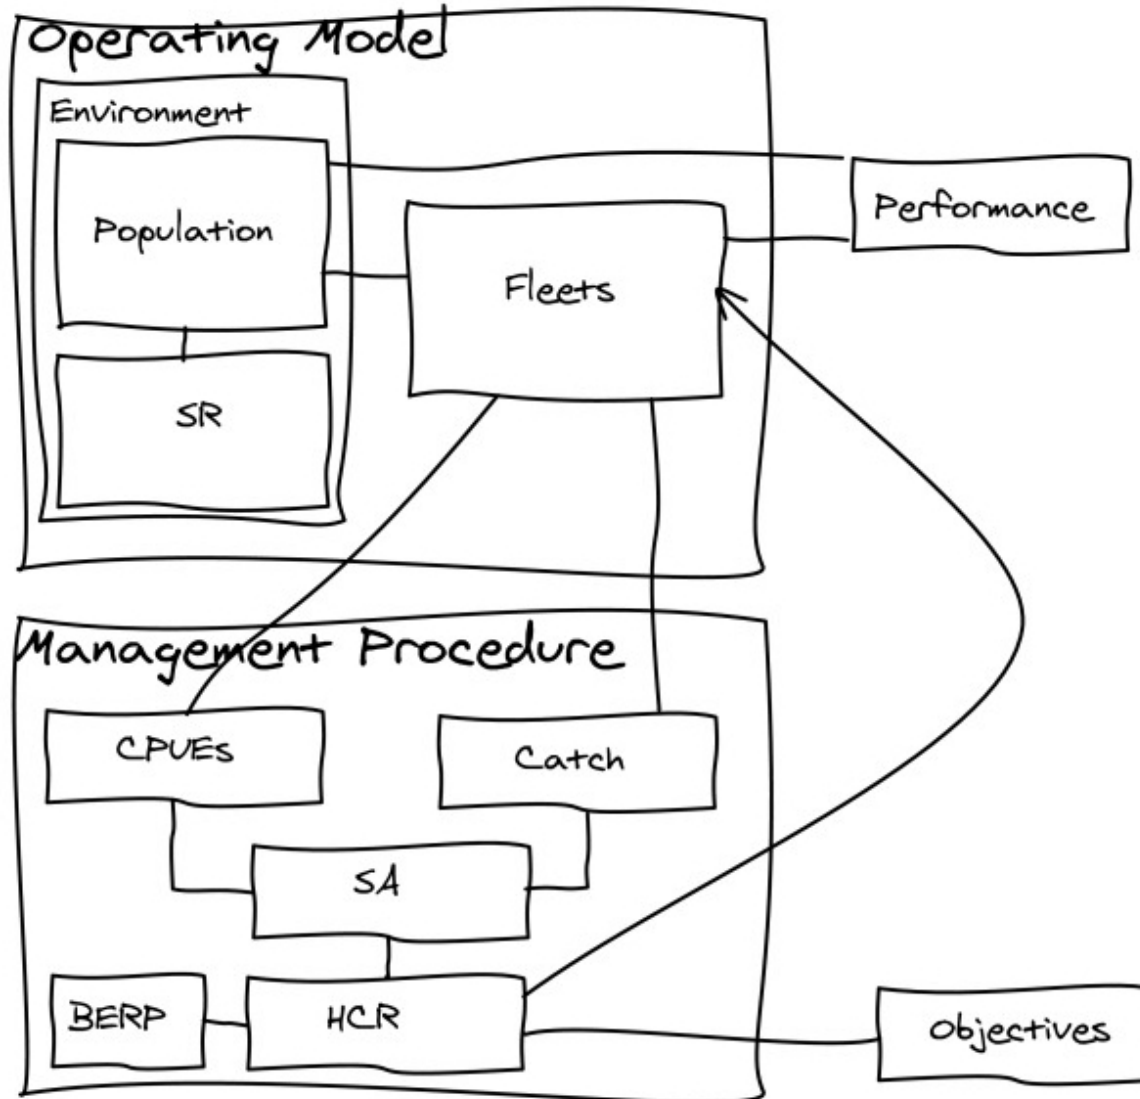 Operating Model
Environment
Population
Performance
Fleets
SR
Management Procedure
CPUEs
Catch
SA
BERP
HCR
Objectives